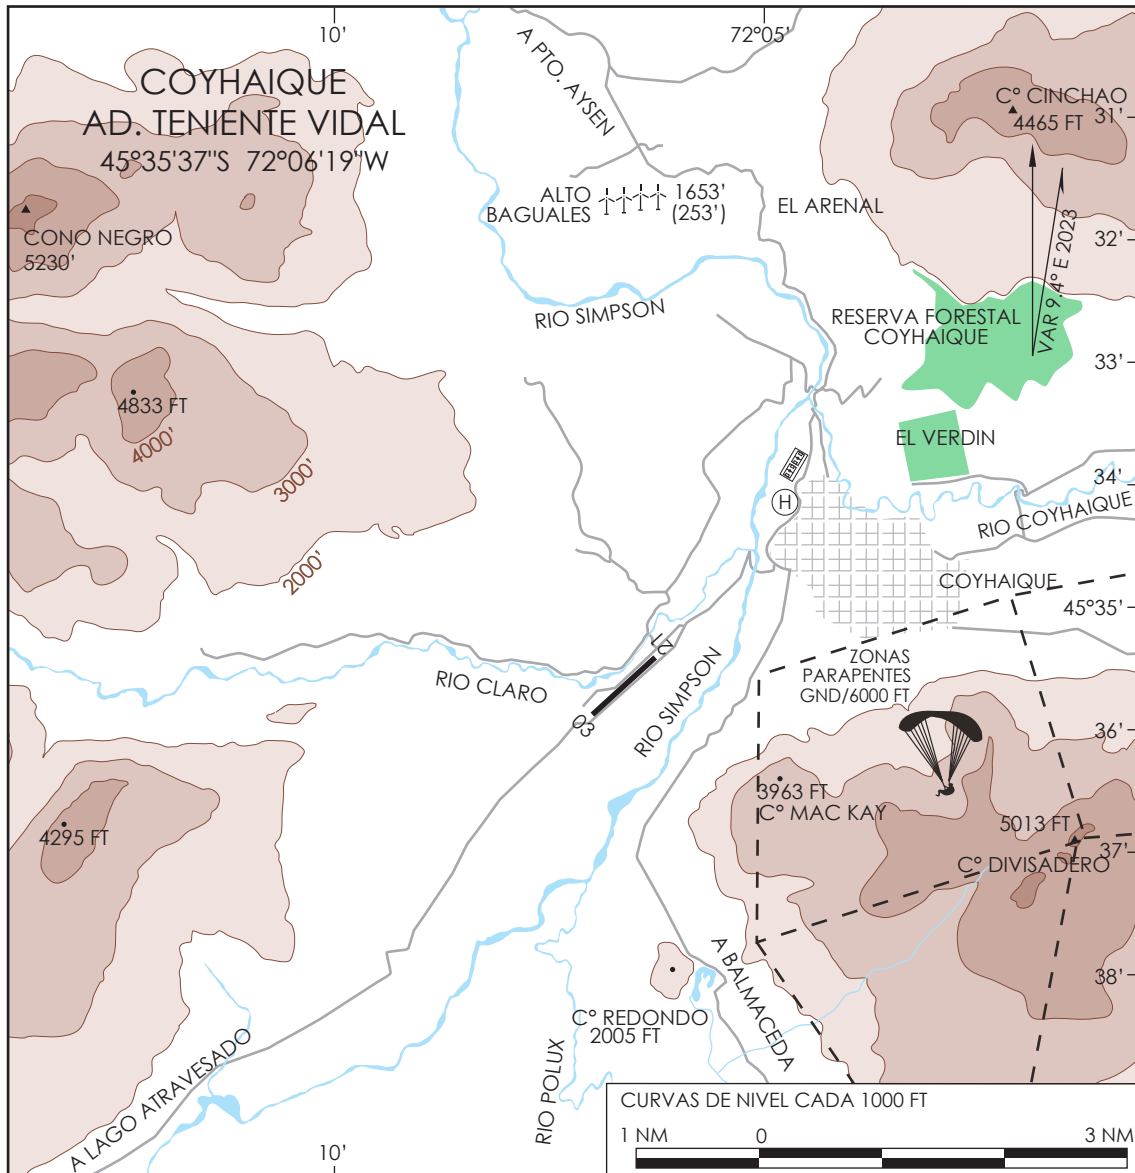 10'
72°05'
COYHAIQUE
AD. TENIENTE VIDAL
45°35'37"S 72°06'19"W
A PTO. AYSEN
C° CINCHAO
4465 FT
31'
ALTO
BAGUALES
1653'
(253')
EL ARENAL
CONO NEGRO
5230'
32'
VAR 9.4° E 2023
RIO SIMPSON
RESERVA FORESTAL
COYHAIQUE
33'
4833 FT
4000'
3000'
2000'
EL VERDIN
34'
H
RIO COYHAIQUE
COYHAIQUE
45°35'
21
03
RIO CLARO
RIO SIMPSON
ZONAS
PARAPENTES
GND/6000 FT
36'
3963 FT
C° MAC KAY
5013 FT
C° DIVISADERO
37'
4295 FT
38'
A BALMACEDA
C° REDONDO
2005 FT
RIO POLUX
A LAGO ATRAVESADO
10'
CURVAS DE NIVEL CADA 1000 FT
1 NM
0
3 NM